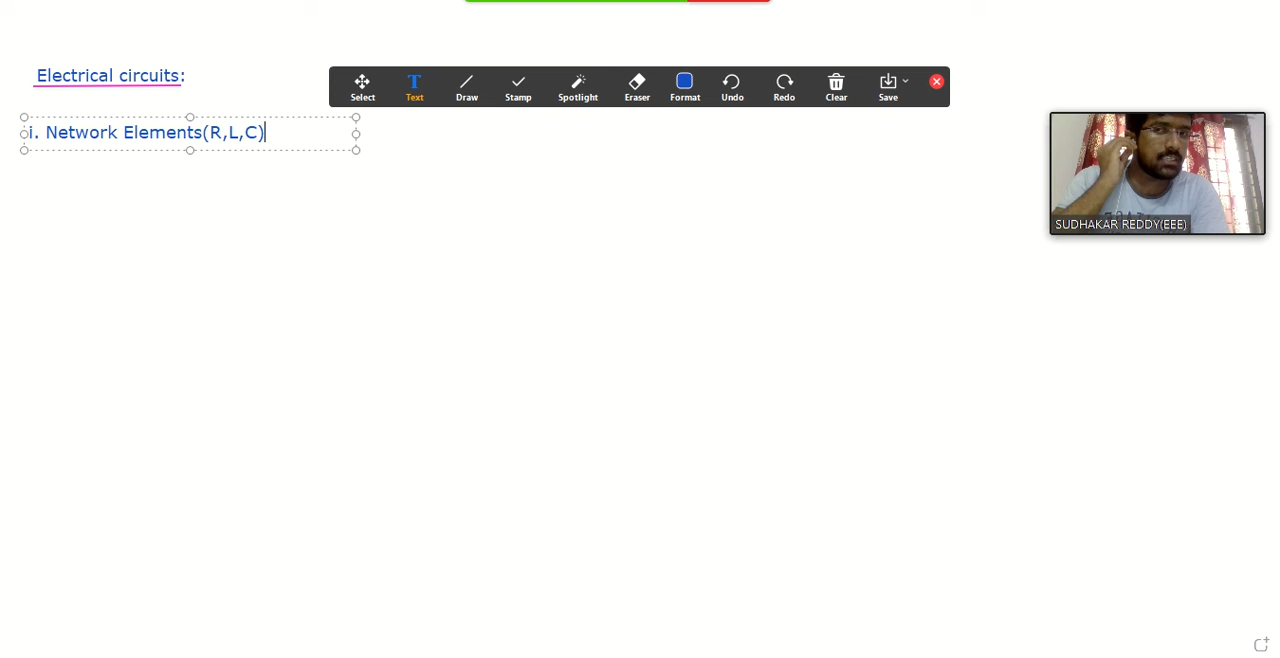 Electrical circuits:
Select Text Draw Stamp Spotlight Eraser Format Undo Redo Clear Save
i. Network Elements(R,L,C)
SUDHAKAR REDDY(EEE)